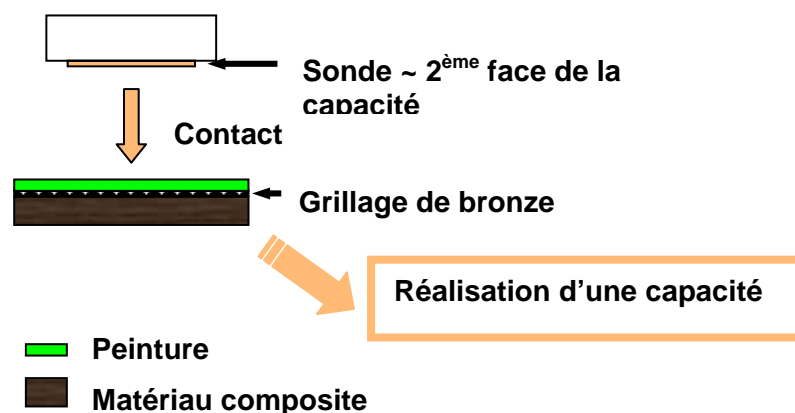 Sonde ~ 2ème face de la
capacité
Contact
Grillage de bronze
Réalisation d’une capacité
Peinture
Matériau composite